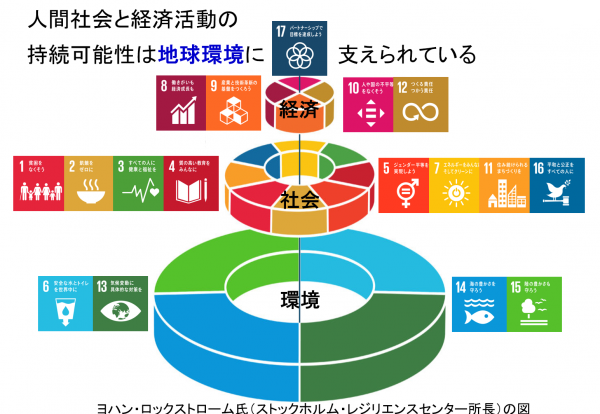 人間社会と経済活動の
持続可能性は地球環境に
支えられている
17 パートナーシップで
目標を達成しよう
8 働きがいも
経済成長も
9 産業と技術革新の
基盤をつくろう
経済
10 人や国の不平等
をなくそう
12 つくる責任
つかう責任
1 貧困を
なくそう
2 飢餓を
ゼロに
3 すべての人に
健康と福祉を
4 質の高い教育を
みんなに
社会
5 ジェンダー平等を
実現しよう
7 エネルギーをみんなに
そしてクリーンに
11 住み続けられる
まちづくりを
16 平和と公正を
すべての人に
6 安全な水とトイレ
を世界中に
13 気候変動に
具体的な対策を
環境
14 海の豊かさを
守ろう
15 陸の豊かさも
守ろう
ヨハン・ロックストローム氏(ストックホルム・レジリエンスセンター所長)の図